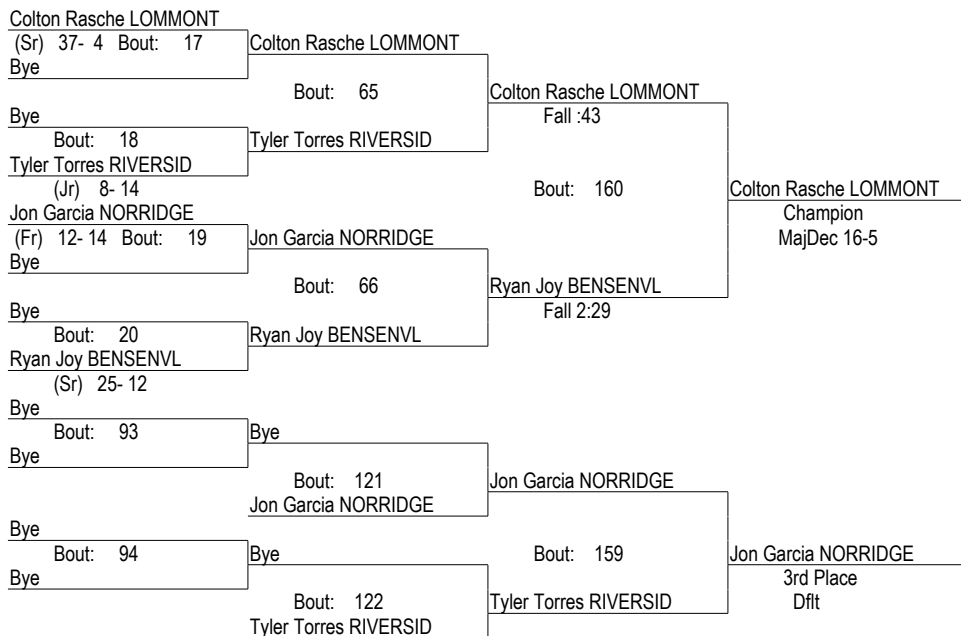 Colton Rasche LOMMONT
(Sr) 37- 4 Bout: 17 Colton Rasche LOMMONT
Bye
Bout: 65 Colton Rasche LOMMONT
Bye Fall :43
Bout: 18 Tyler Torres RIVERSID
Tyler Torres RIVERSID
(Jr) 8- 14 Bout: 160 Colton Rasche LOMMONT
Jon Garcia NORRIDGE Champion
(Fr) 12- 14 Bout: 19 Jon Garcia NORRIDGE MajDec 16-5
Bye
Bout: 66 Ryan Joy BENSENVL
Bye Fall 2:29
Bout: 20 Ryan Joy BENSENVL
Ryan Joy BENSENVL
(Sr) 25- 12
Bye
Bout: 93 Bye
Bye
Bout: 121 Jon Garcia NORRIDGE
Jon Garcia NORRIDGE
Bye
Bout: 94 Bye Bout: 159 Jon Garcia NORRIDGE
Bye 3rd Place
Bout: 122 Tyler Torres RIVERSID Dflt
Tyler Torres RIVERSID